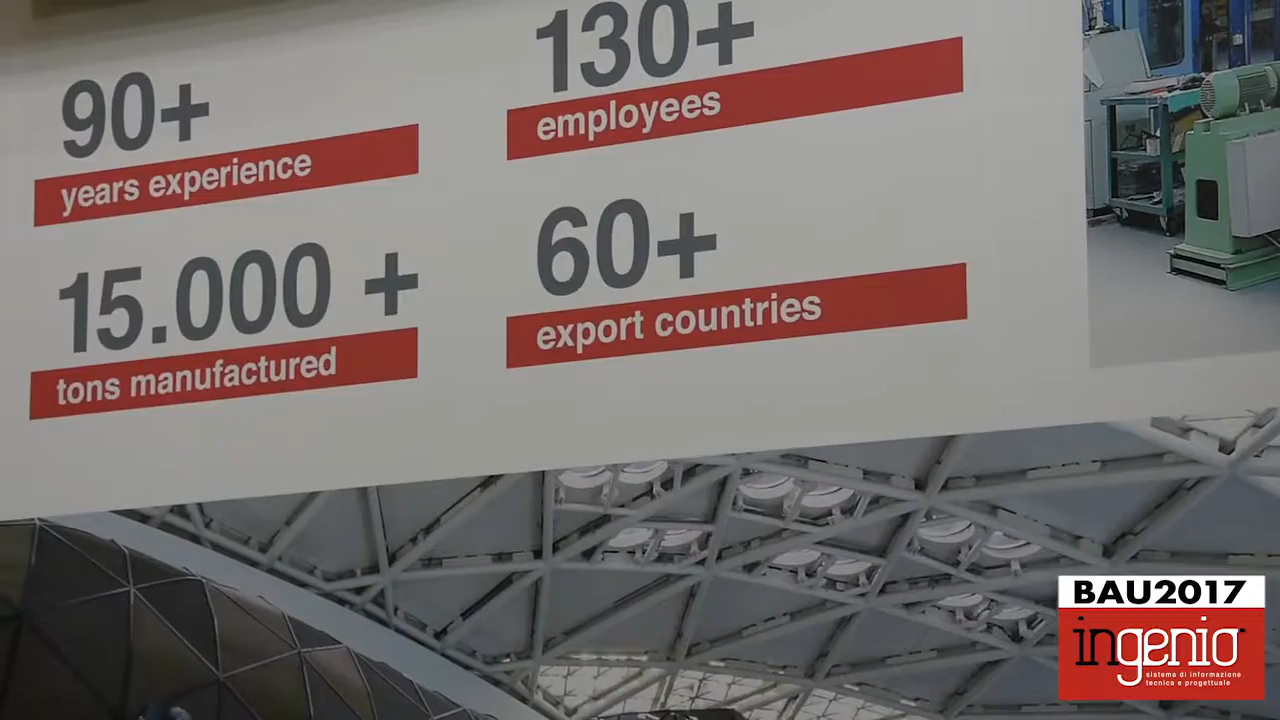 90+
years experience
130+
employees
15.000 +
tons manufactured
60+
export countries
BAU2017
ingenio
sistema di informazione
tecnica e progettuale